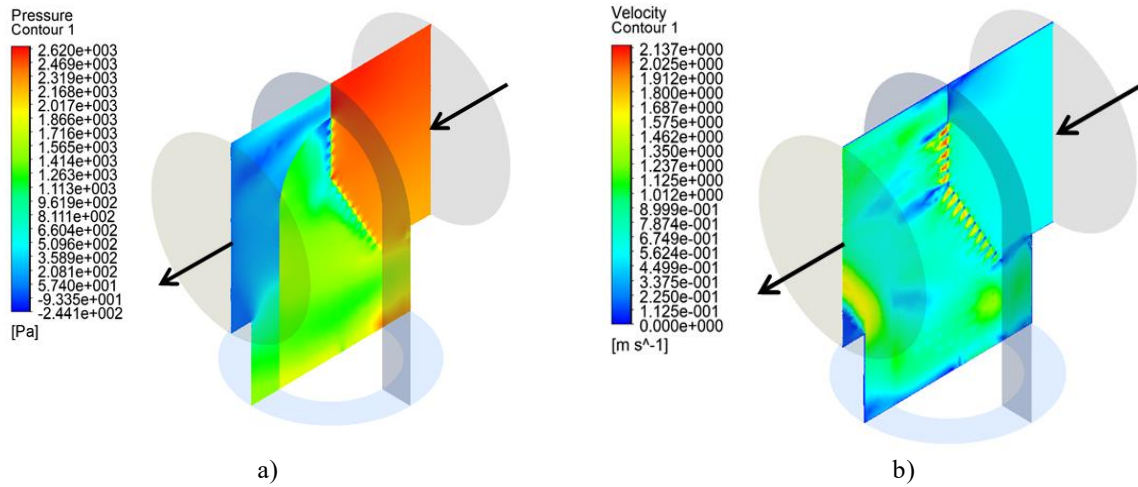 Pressure
Contour 1
2.620e+003
2.469e+003
2.319e+003
2.168e+003
2.017e+003
1.866e+003
1.716e+003
1.565e+003
1.414e+003
1.263e+003
1.113e+003
9.619e+002
8.111e+002
6.604e+002
5.096e+002
3.589e+002
2.081e+002
5.740e+001
-9.335e+001
-2.441e+002
[Pa]
a)
Velocity
Contour 1
2.137e+000
2.025e+000
1.912e+000
1.800e+000
1.687e+000
1.575e+000
1.462e+000
1.350e+000
1.237e+000
1.125e+000
1.012e+000
8.999e-001
7.874e-001
6.749e-001
5.624e-001
4.499e-001
3.375e-001
2.250e-001
1.125e-001
0.000e+000
[m s^-1]
b)